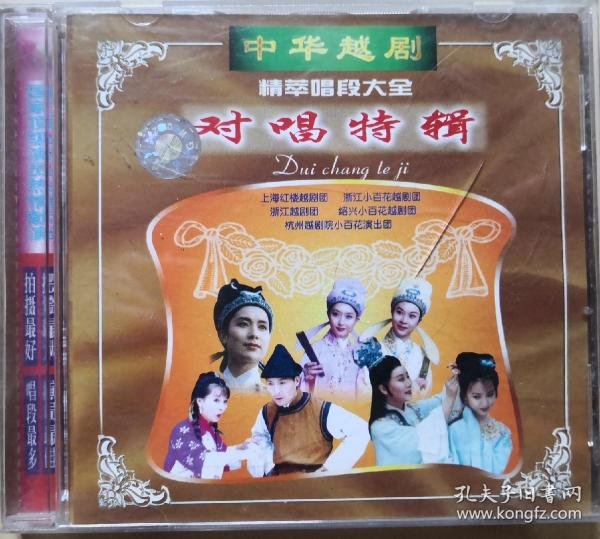 中华越剧
精萃唱段大全
对唱特辑
Dui chang te ji
上海红楼越剧团 浙江小百花越剧团
浙江越剧团 绍兴小百花越剧团
杭州越剧院小百花演出团
拍摄最好 唱段最多
孔夫子旧書网
www.kongfz.com